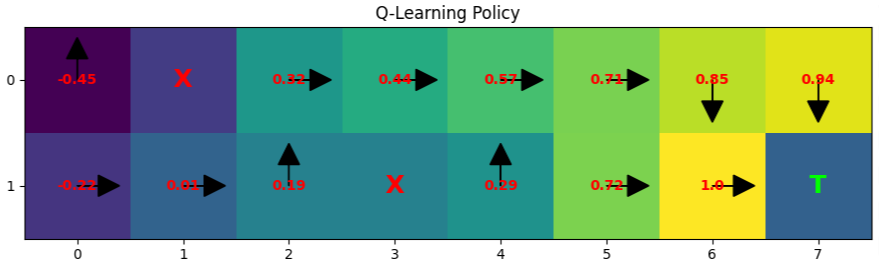 Q-Learning Policy
0 -0.45 X 0.32 0.44 0.57 0.71 0.85 0.94
1 -0.22 0.01 0.19 X 0.29 0.72 1.0 T
0 1 2 3 4 5 6 7